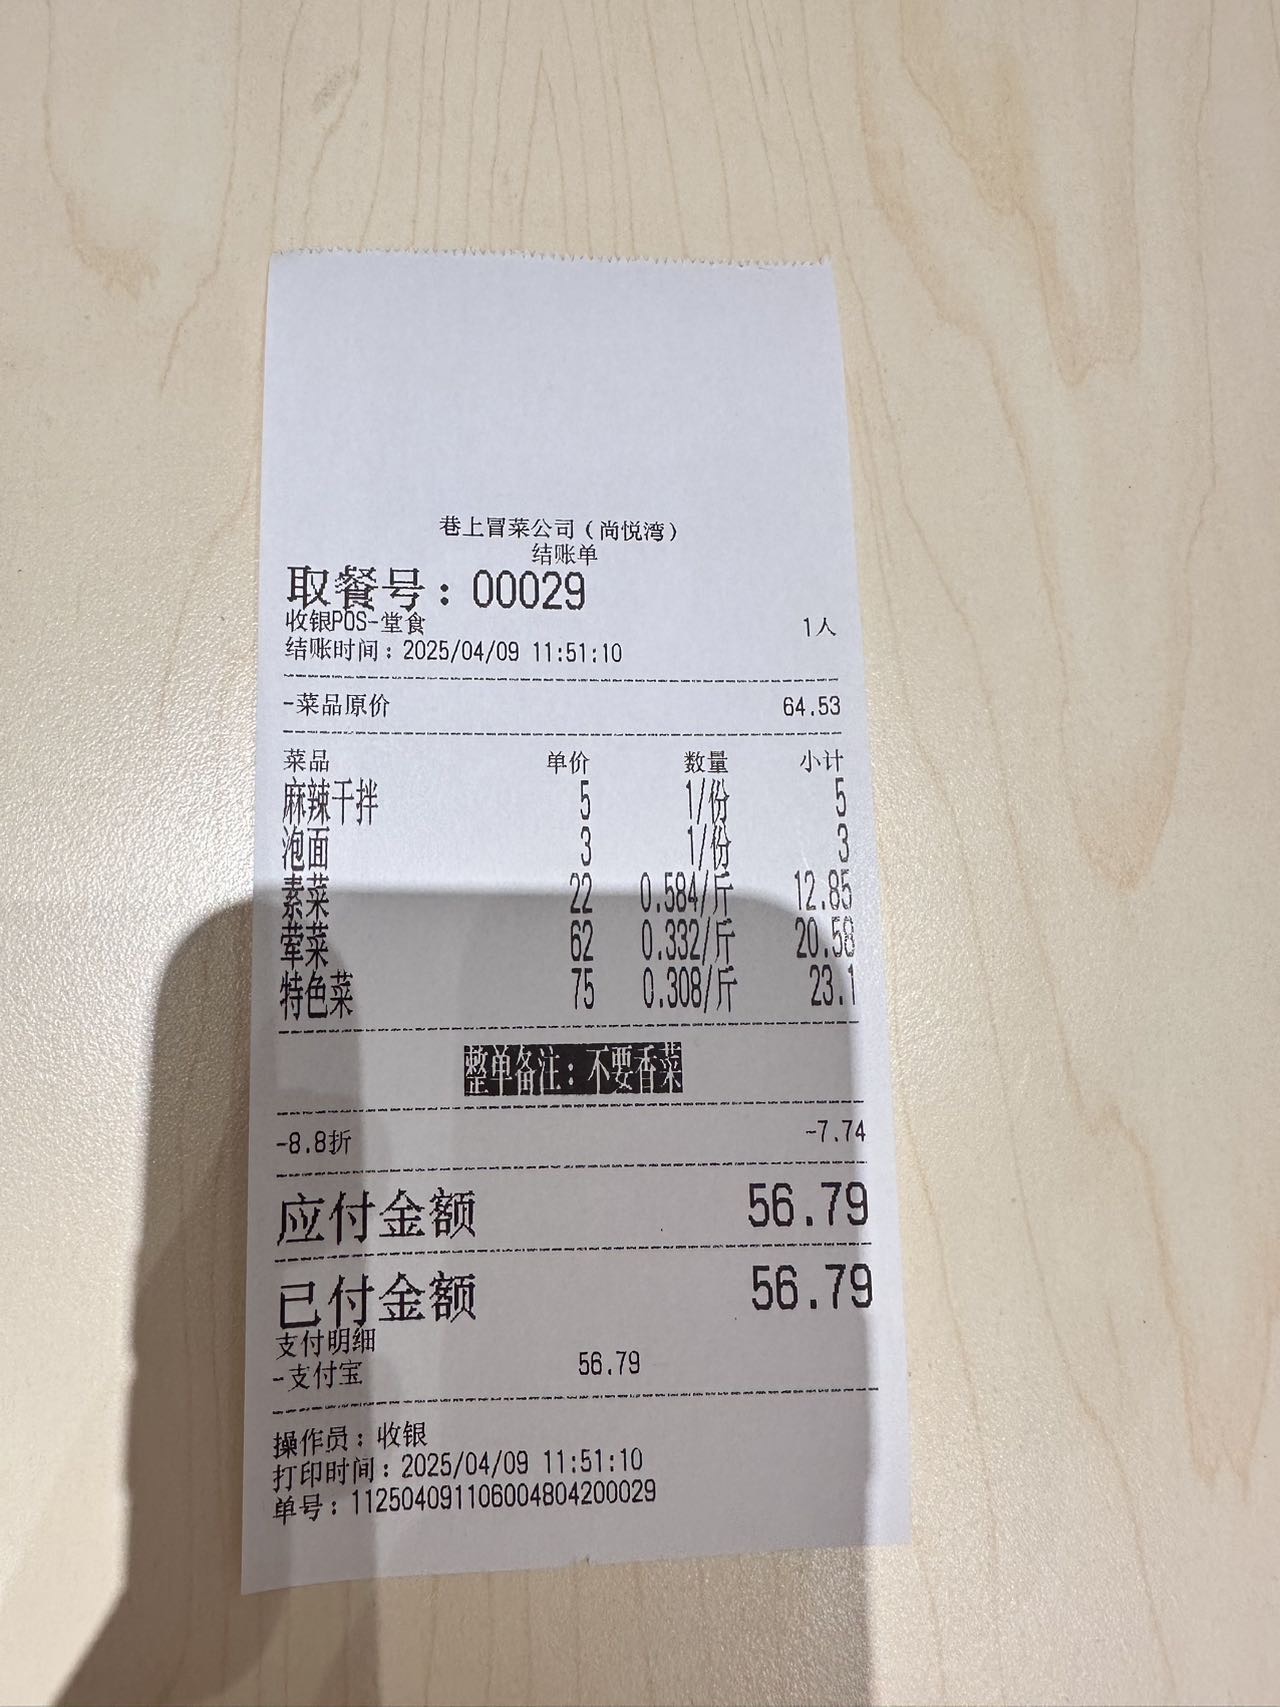 巷上冒菜公司（尚悦湾）
结账单
取餐号：00029
收银POS-堂食 1人
结账时间：2025/04/09 11:51:10
-菜品原价 64.53
菜品 单价 数量 小计
麻辣干拌 5 1/份 5
泡面 3 1/份 3
素菜 22 0.584/斤 12.85
荤菜 62 0.332/斤 20.58
特色菜 75 0.308/斤 23.1
整单备注：不要香菜
-8.8折 -7.74
应付金额 56.79
已付金额 56.79
支付明细
-支付宝 56.79
操作员：收银
打印时间：2025/04/09 11:51:10
单号：1125040911060048042​00029